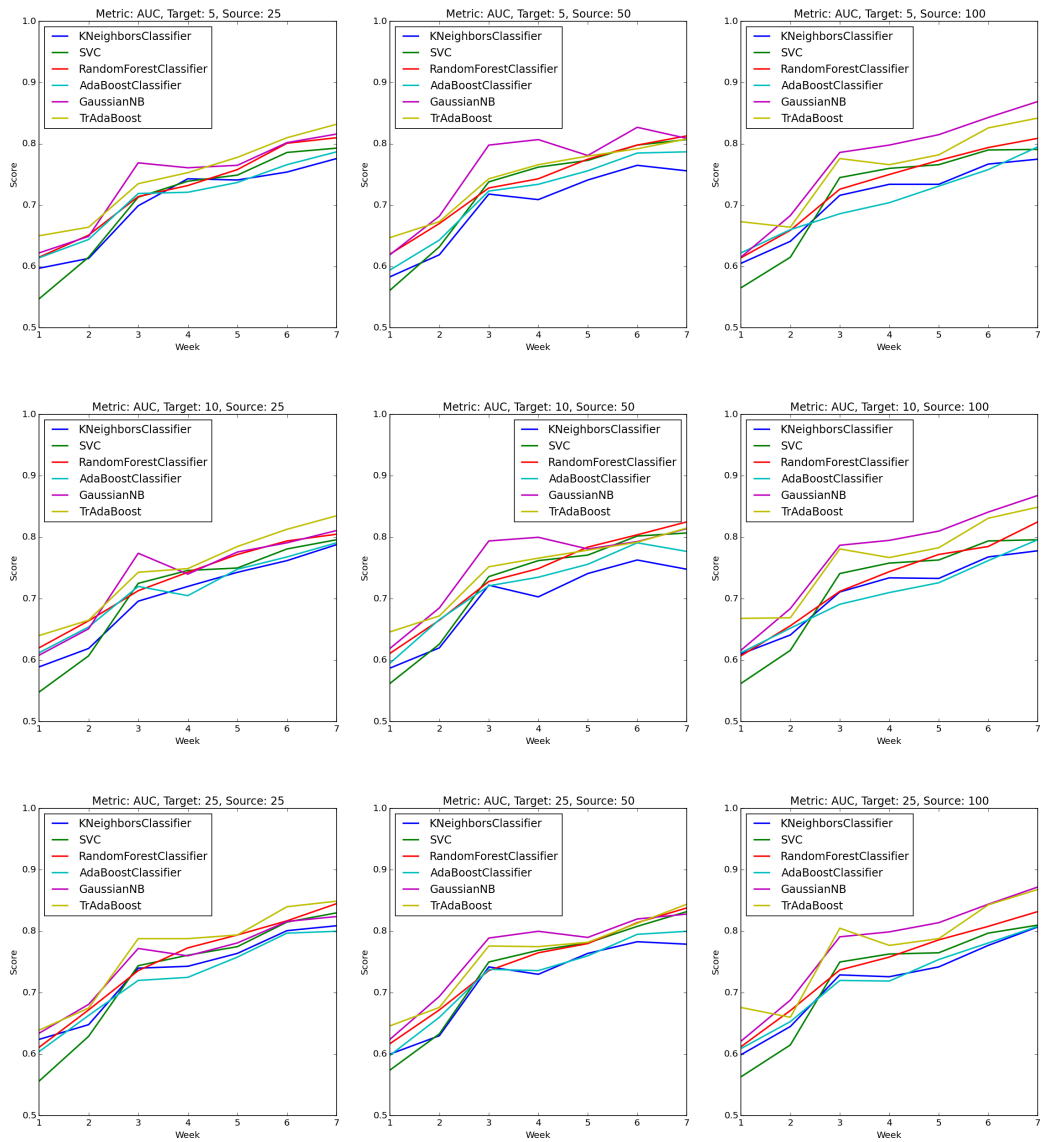 Metric: AUC, Target: 5, Source: 25
1.0
0.9
0.8
0.7
0.6
0.5
Score
KNeighborsClassifier
SVC
RandomForestClassifier
AdaBoostClassifier
GaussianNB
TrAdaBoost
1 2 3 4 5 6 7
Week
Metric: AUC, Target: 5, Source: 50
1.0
0.9
0.8
0.7
0.6
0.5
Score
KNeighborsClassifier
SVC
RandomForestClassifier
AdaBoostClassifier
GaussianNB
TrAdaBoost
1 2 3 4 5 6 7
Week
Metric: AUC, Target: 5, Source: 100
1.0
0.9
0.8
0.7
0.6
0.5
Score
KNeighborsClassifier
SVC
RandomForestClassifier
AdaBoostClassifier
GaussianNB
TrAdaBoost
1 2 3 4 5 6 7
Week
Metric: AUC, Target: 10, Source: 25
1.0
0.9
0.8
0.7
0.6
0.5
Score
KNeighborsClassifier
SVC
RandomForestClassifier
AdaBoostClassifier
GaussianNB
TrAdaBoost
1 2 3 4 5 6 7
Week
Metric: AUC, Target: 10, Source: 50
1.0
0.9
0.8
0.7
0.6
0.5
Score
KNeighborsClassifier
SVC
RandomForestClassifier
AdaBoostClassifier
GaussianNB
TrAdaBoost
1 2 3 4 5 6 7
Week
Metric: AUC, Target: 10, Source: 100
1.0
0.9
0.8
0.7
0.6
0.5
Score
KNeighborsClassifier
SVC
RandomForestClassifier
AdaBoostClassifier
GaussianNB
TrAdaBoost
1 2 3 4 5 6 7
Week
Metric: AUC, Target: 25, Source: 25
1.0
0.9
0.8
0.7
0.6
0.5
Score
KNeighborsClassifier
SVC
RandomForestClassifier
AdaBoostClassifier
GaussianNB
TrAdaBoost
1 2 3 4 5 6 7
Week
Metric: AUC, Target: 25, Source: 50
1.0
0.9
0.8
0.7
0.6
0.5
Score
KNeighborsClassifier
SVC
RandomForestClassifier
AdaBoostClassifier
GaussianNB
TrAdaBoost
1 2 3 4 5 6 7
Week
Metric: AUC, Target: 25, Source: 100
1.0
0.9
0.8
0.7
0.6
0.5
Score
KNeighborsClassifier
SVC
RandomForestClassifier
AdaBoostClassifier
GaussianNB
TrAdaBoost
1 2 3 4 5 6 7
Week